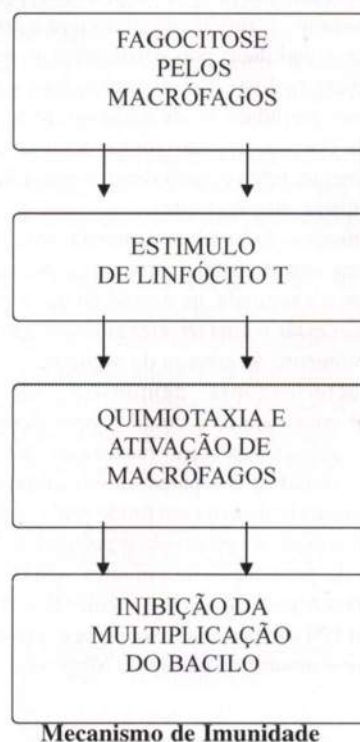 FAGOCITOSE
PELOS
MACRÓFAGOS
ESTIMULO
DE LINFÓCITO T
QUIMIOTAXIA E
ATIVAÇÃO DE
MACRÓFAGOS
INIBIÇÃO DA
MULTIPLICAÇÃO
DO BACILO
Mecanismo de Imunidade